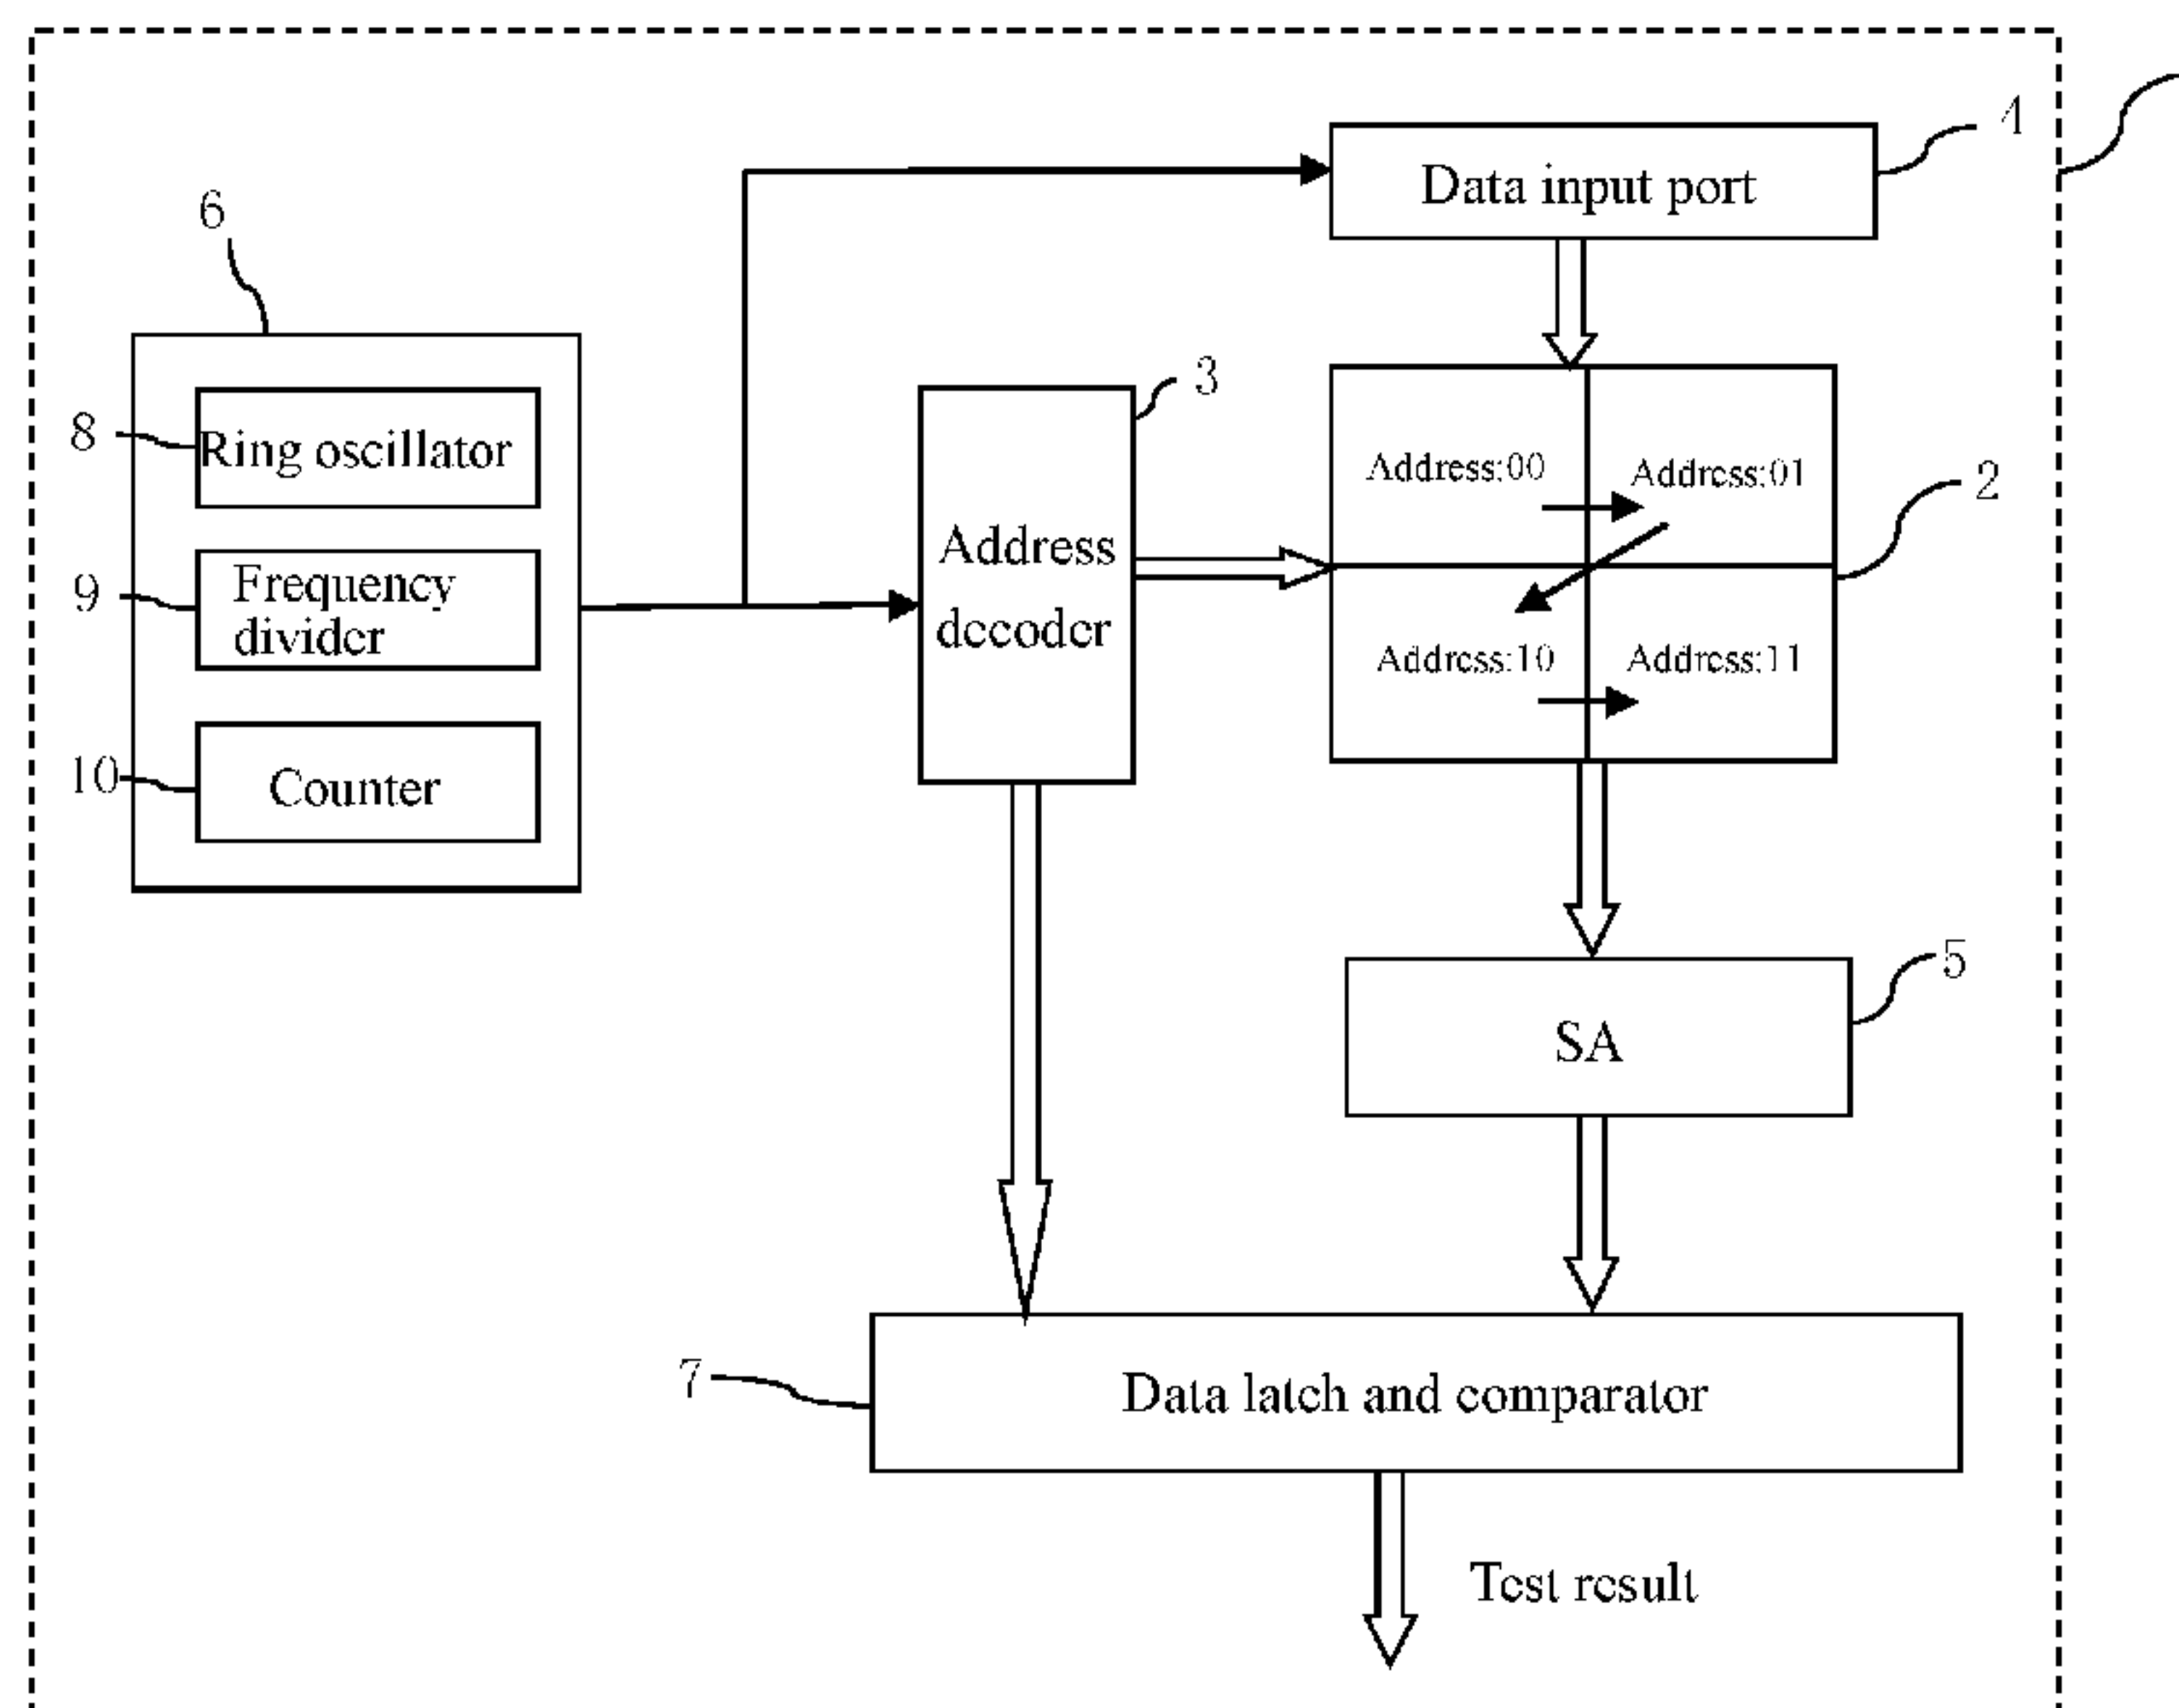 4
Data input port
6
3
8
Ring oscillator
Address:00
Address:01
2
Address
decoder
9
Frequency
divider
Address:10
Address:11
10
Counter
5
SA
7
Data latch and comparator
Test result